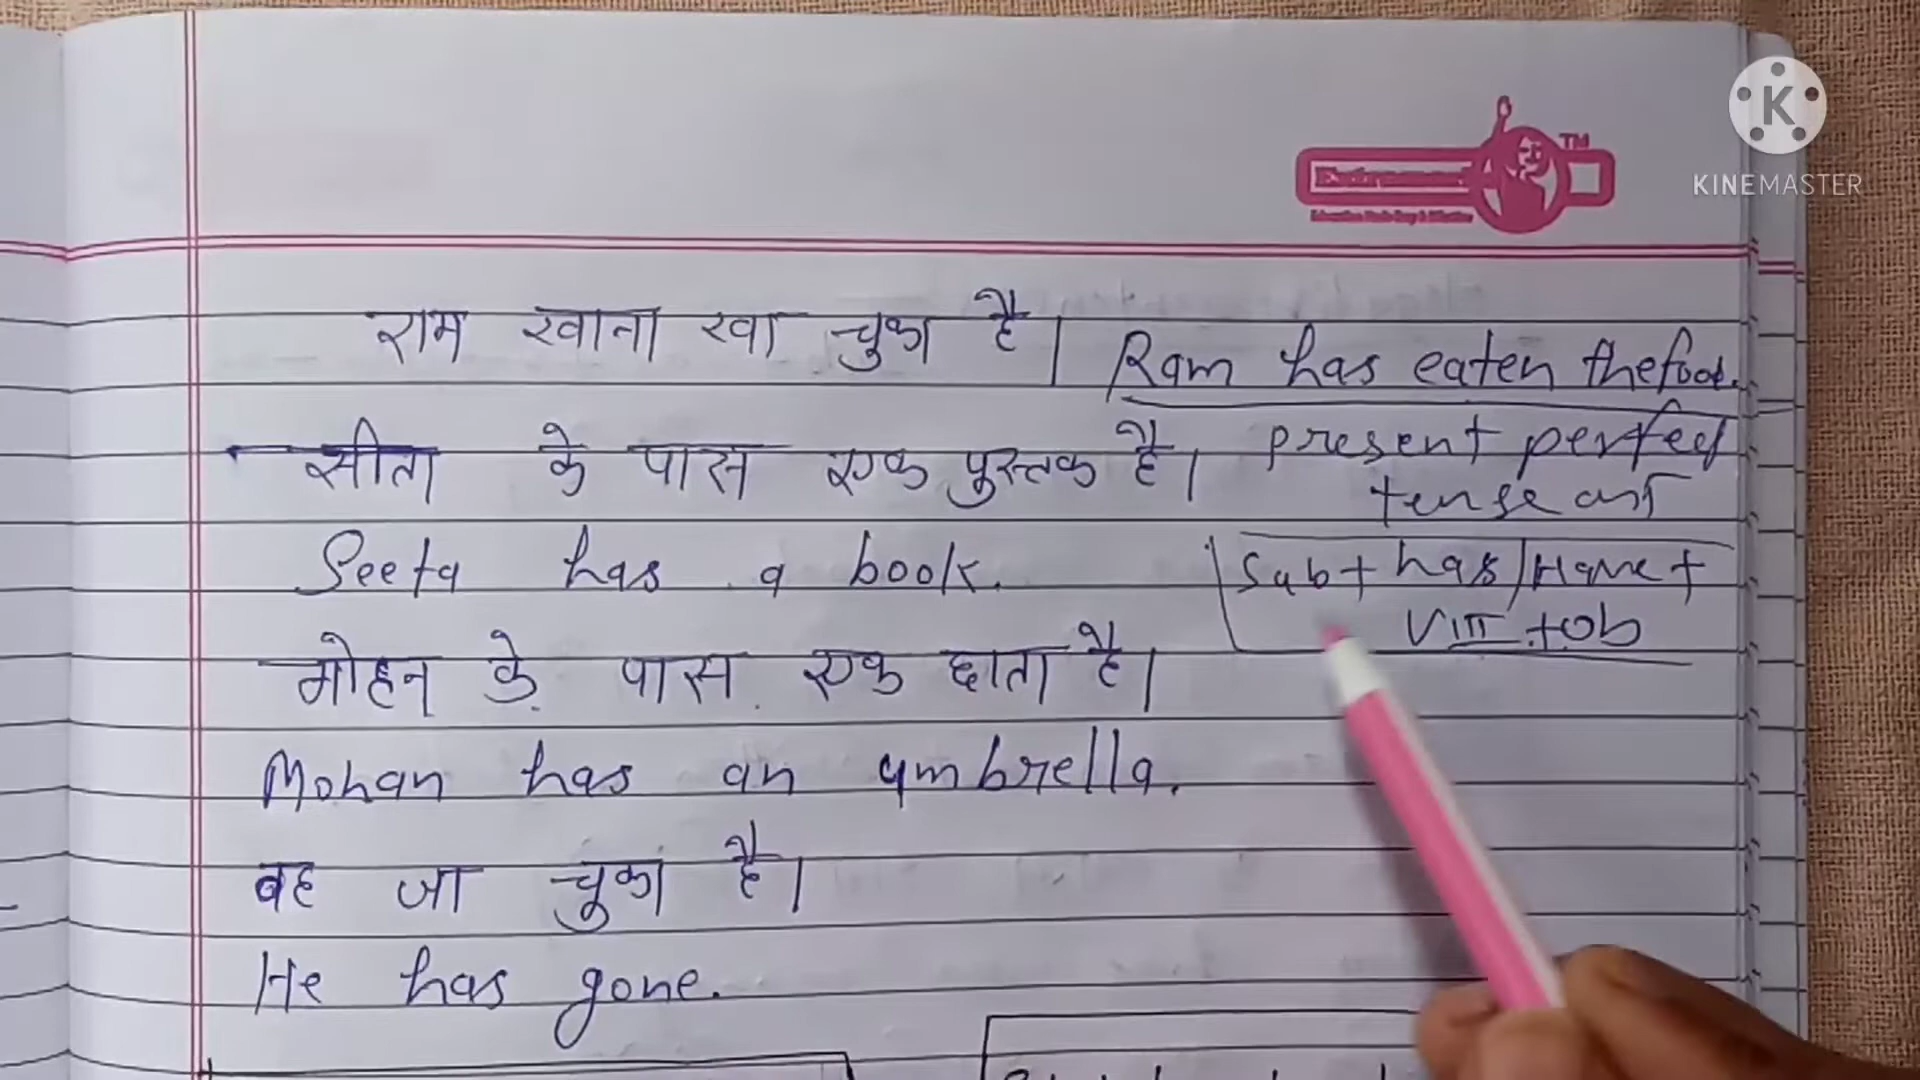 KINEMASTER
TM
राम खाना खा चुका है। Ram has eaten the food.
सीता के पास एक पुस्तक है। present perfect
tense का
Seeta has a book. Sub + has/Have +
VIII + Ob
मोहन के पास एक छाता है।
Mohan has an umbrella.
वह जा चुका है।
He has gone.